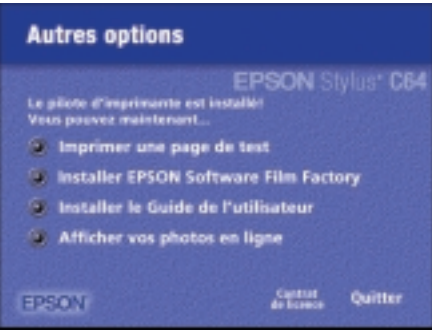 Autres options
EPSON Stylus® C64
Le pilote d'imprimante est installé!
Vous pouvez maintenant...
Imprimer une page de test
Installer EPSON Software Film Factory
Installer le Guide de l'utilisateur
Afficher vos photos en ligne
EPSON
Contrat
de licence
Quitter